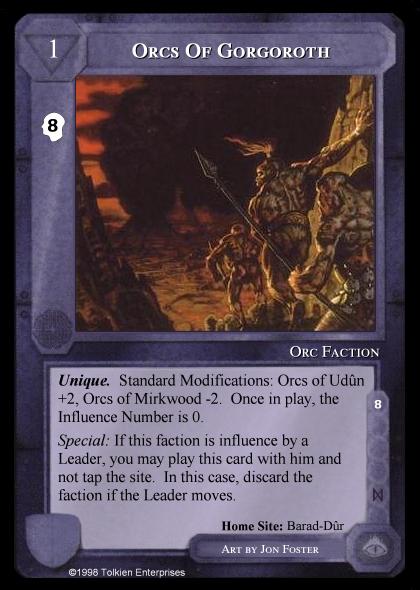 1
ORCS OF GORGOROTH
8
ORC FACTION
Unique. Standard Modifications: Orcs of Udûn
+2, Orcs of Mirkwood -2. Once in play, the
Influence Number is 0.
8
Special: If this faction is influence by a
Leader, you may play this card with him and
not tap the site. In this case, discard the
faction if the Leader moves.
Home Site: Barad-Dûr
ART BY JON FOSTER
©1998 Tolkien Enterprises